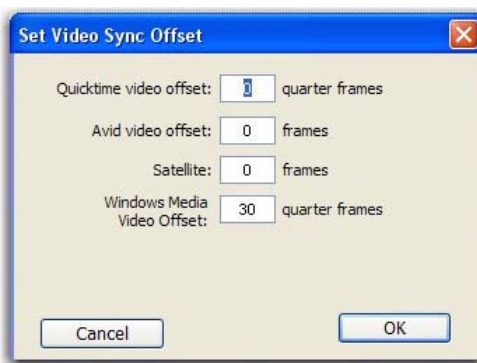 Set Video Sync Offset
Quicktime video offset: 0 quarter frames
Avid video offset: 0 frames
Satellite: 0 frames
Windows Media
Video Offset: 30 quarter frames
Cancel OK